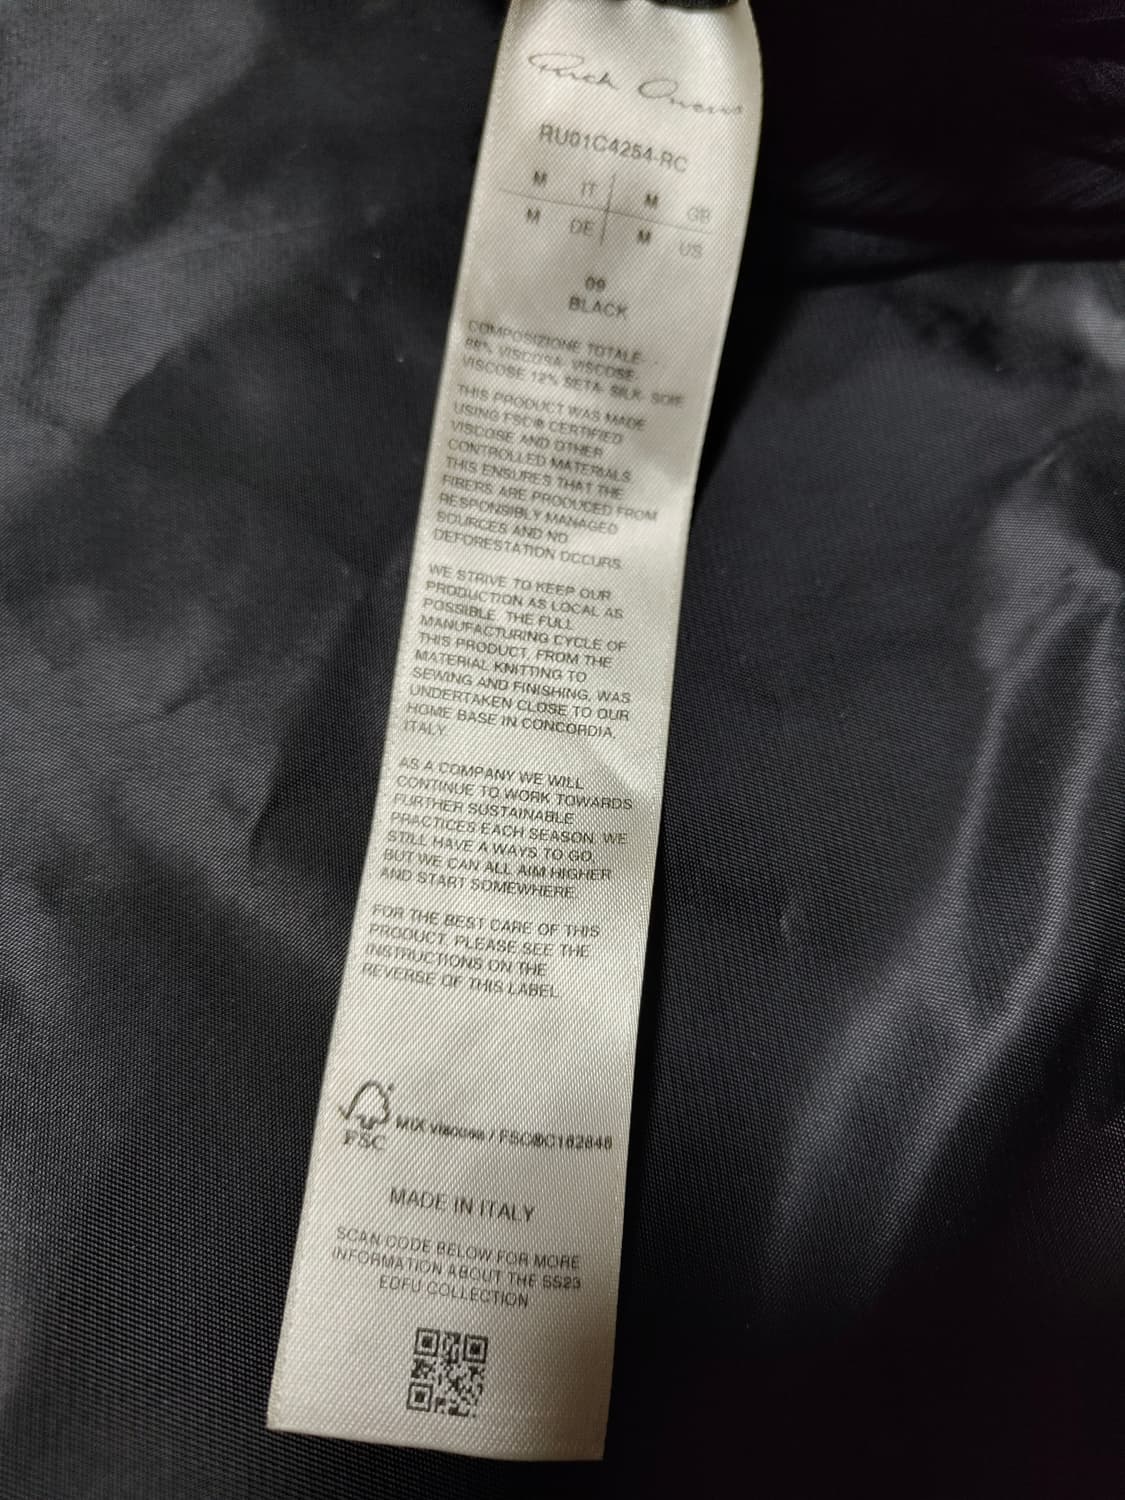 Rick Owens
RU01C4254-RC
M IT M GB
M DE M US
09
BLACK
COMPOSIZIONE TOTALE:
88% VISCOSA- VISCOSE-
VISCOSE 12% SETA- SILK- SOIE
THIS PRODUCT WAS MADE
USING FSC® CERTIFIED
VISCOSE AND OTHER
CONTROLLED MATERIALS.
THIS ENSURES THAT THE
FIBERS ARE PRODUCED FROM
RESPONSIBLY MANAGED
SOURCES AND NO
DEFORESTATION OCCURS.
WE STRIVE TO KEEP OUR
PRODUCTION AS LOCAL AS
POSSIBLE. THE FULL
MANUFACTURING CYCLE OF
THIS PRODUCT, FROM THE
MATERIAL KNITTING TO
SEWING AND FINISHING, WAS
UNDERTAKEN CLOSE TO OUR
HOME BASE IN CONCORDIA,
ITALY.
AS A COMPANY WE WILL
CONTINUE TO WORK TOWARDS
FURTHER SUSTAINABLE
PRACTICES EACH SEASON. WE
STILL HAVE A WAYS TO GO,
BUT WE CAN ALL AIM HIGHER
AND START SOMEWHERE.
FOR THE BEST CARE OF THIS
PRODUCT, PLEASE SEE THE
INSTRUCTIONS ON THE
REVERSE OF THIS LABEL.
FSC MIX viscose / FSC®C182848
MADE IN ITALY
SCAN CODE BELOW FOR MORE
INFORMATION ABOUT THE SS23
EDFU COLLECTION